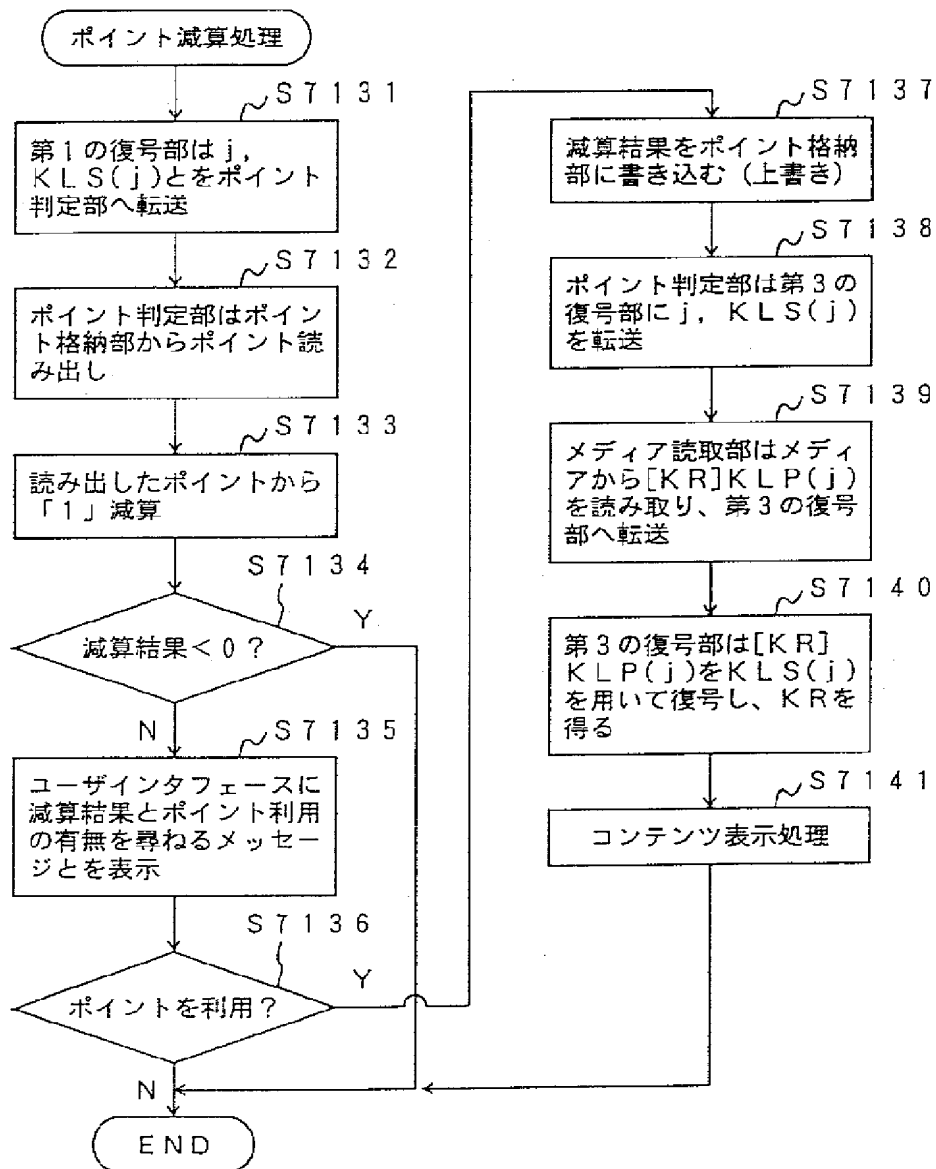 ポイント減算処理
S7131
第1の復号部はj,
KLS(j)とをポイント
判定部へ転送
S7132
ポイント判定部はポイン
ト格納部からポイント読
み出し
S7133
読み出したポイントから
「1」減算
S7134
減算結果<0?
Y
N
S7135
ユーザインタフェースに
減算結果とポイント利用
の有無を尋ねるメッセー
ジとを表示
S7136
ポイントを利用?
Y
N
END
S7137
減算結果をポイント格納
部に書き込む(上書き)
S7138
ポイント判定部は第3の
復号部にj, KLS(j)
を転送
S7139
メディア読取部はメディ
アから[KR]KLP(j)
を読み取り、第3の復号
部へ転送
S7140
第3の復号部は[KR]
KLP(j)をKLS(j)
を用いて復号し、KRを
得る
S7141
コンテンツ表示処理